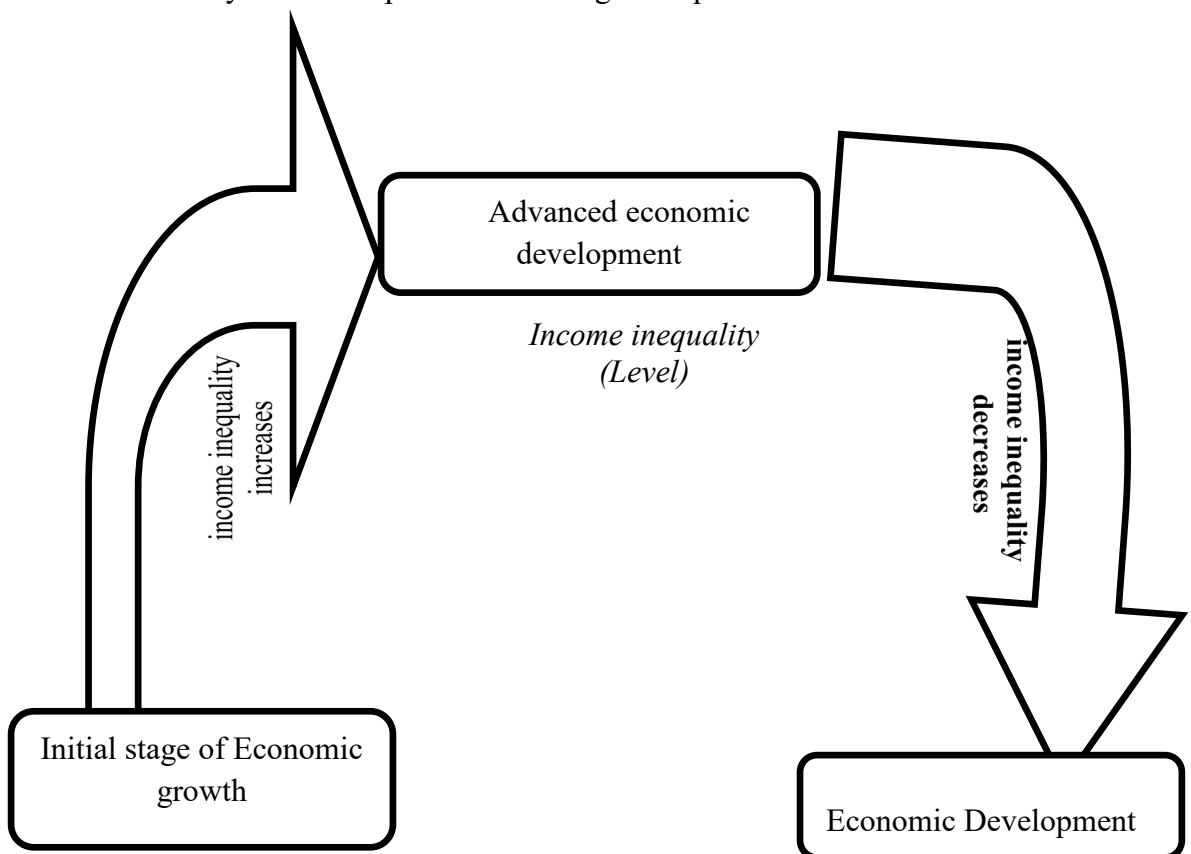 Advanced economic
development
Income inequality
(Level)
income inequality
increases
income inequality
decreases
Initial stage of Economic
growth
Economic Development